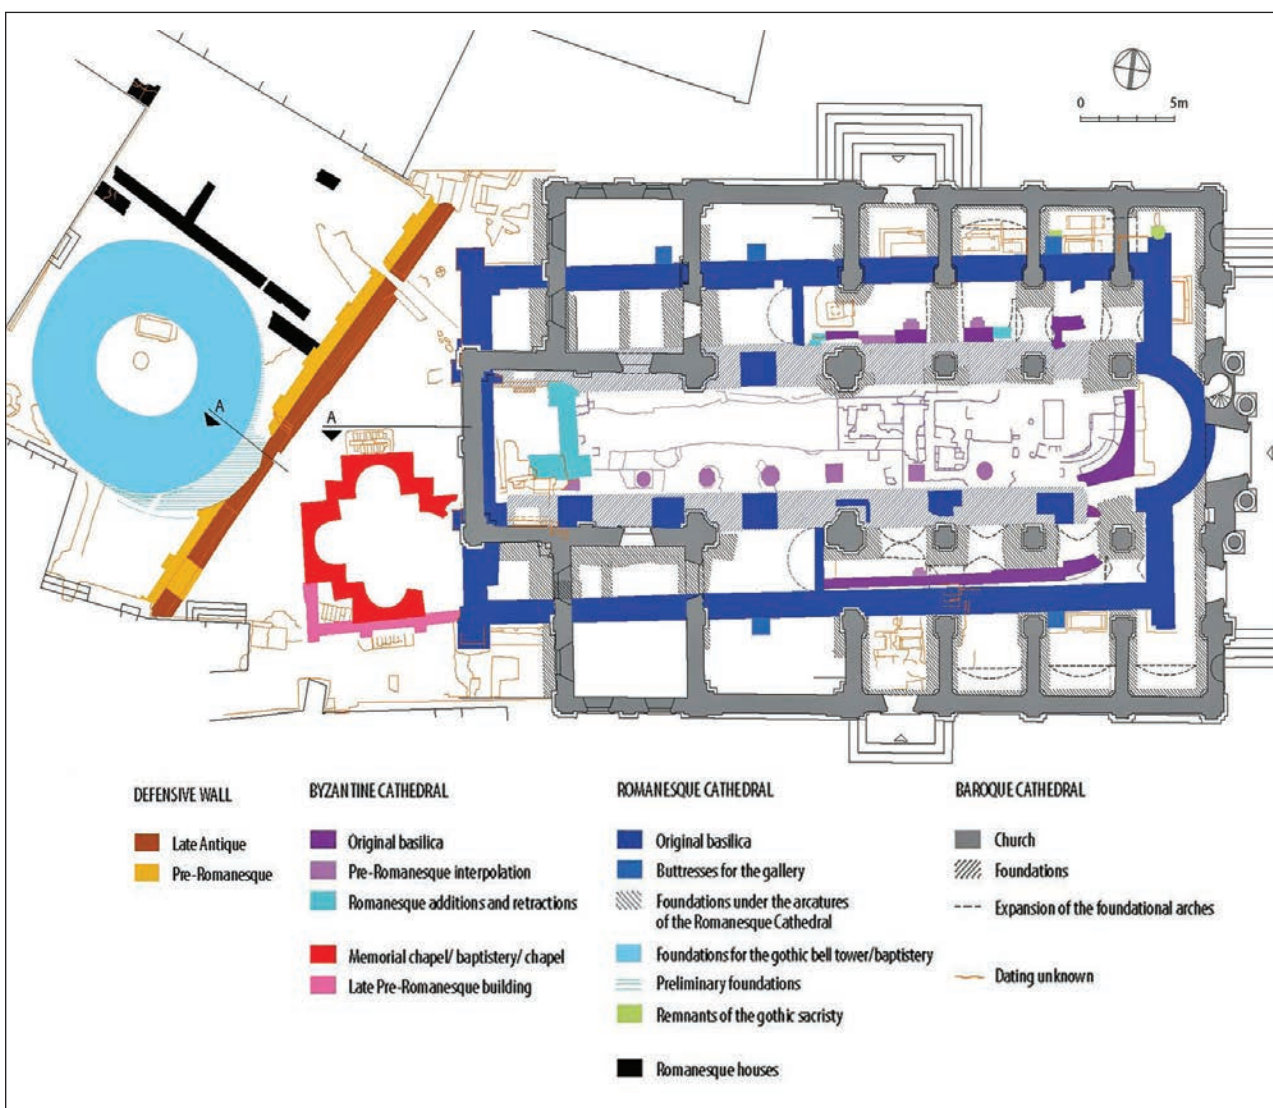 0 5m
A
A
DEFENSIVE WALL
Late Antique
Pre-Romanesque
BYZANTINE CATHEDRAL
Original basilica
Pre-Romanesque interpolation
Romanesque additions and retractions
Memorial chapel/ baptistery/ chapel
Late Pre-Romanesque building
ROMANESQUE CATHEDRAL
Original basilica
Buttresses for the gallery
Foundations under the arcatures
of the Romanesque Cathedral
Foundations for the gothic bell tower/baptistery
Preliminary foundations
Remnants of the gothic sacristy
Romanesque houses
BAROQUE CATHEDRAL
Church
Foundations
Expansion of the foundational arches
Dating unknown